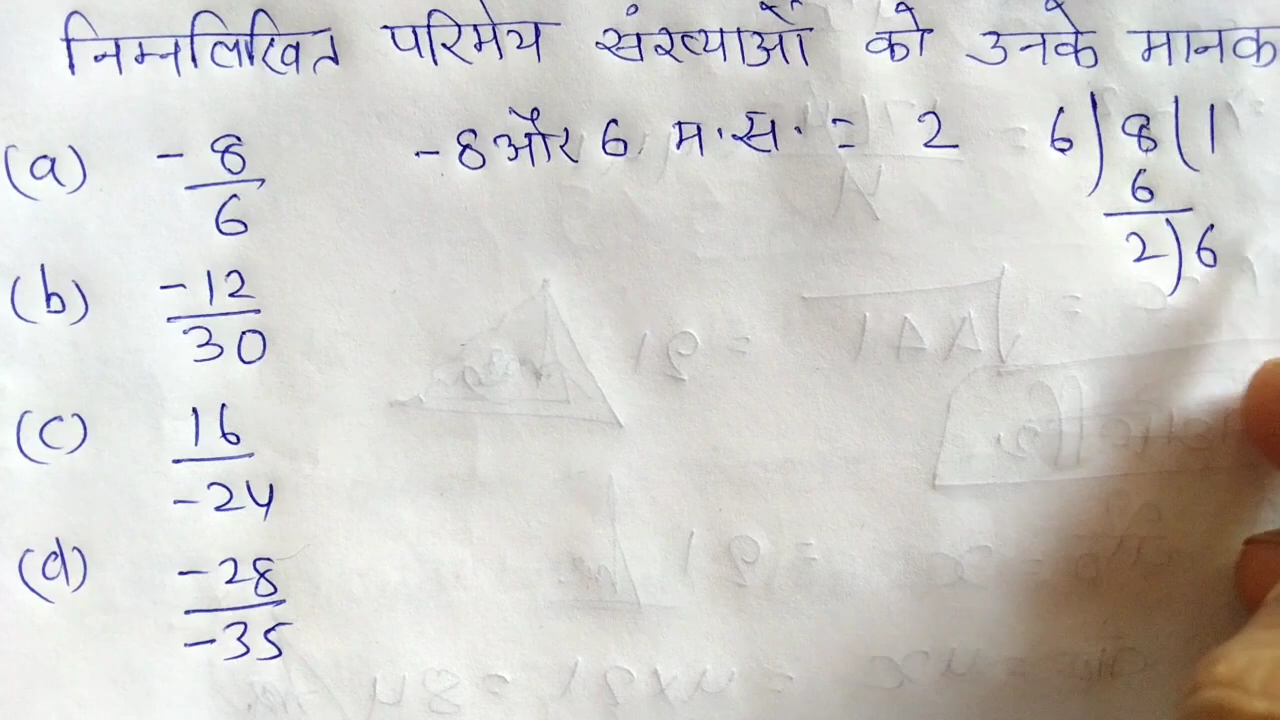 निम्नलिखित परिमेय संख्याओं को उनके मानक
(a) -8/6 -8 और 6 म.स. = 2 6)8(1
6
2)6
(b) -12/30
(c) 16/-24
(d) -28/-35